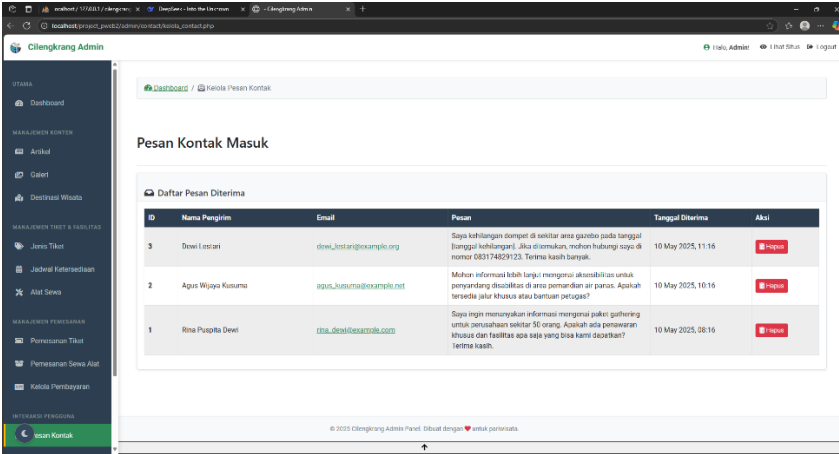 DeepSeek - Into the Unknown
- Cilengkrang Admin
localhost/project_pweb2/admin/contact/kelola_contact.php
Cilengkrang Admin
Halo, Admin!
Lihat Situs
Logout
UTAMA
Dashboard
MANAJEMEN KONTEN
Artikel
Galeri
Destinasi Wisata
MANAJEMEN TIKET & FASILITAS
Jenis Tiket
Jadwal Ketersediaan
Alat Sewa
MANAJEMEN PEMESANAN
Pemesanan Tiket
Pemesanan Sewa Alat
Kelola Pembayaran
INTERAKSI PENGGUNA
esan Kontak
Dashboard / Kelola Pesan Kontak
Pesan Kontak Masuk
Daftar Pesan Diterima
ID Nama Pengirim Email Pesan Tanggal Diterima Aksi
3 Dewi Lestari dewi_lestari@example.org
Saya kehilangan dompet di sekitar area gazebo pada tanggal
[tanggal kehilangan]. Jika ditemukan, mohon hubungi saya di
nomor 083174829123. Terima kasih banyak.
10 May 2025, 11:16 Hapus
2 Agus Wijaya Kusuma agus_kusuma@example.net
Mohon informasi lebih lanjut mengenai aksesibilitas untuk
penyandang disabilitas di area pemandian air panas. Apakah
tersedia jalur khusus atau bantuan petugas?
10 May 2025, 10:16 Hapus
1 Rina Puspita Dewi rina_dewi@example.com
Saya ingin menanyakan informasi mengenai paket gathering
untuk perusahaan sekitar 50 orang. Apakah ada penawaran
khusus dan fasilitas apa saja yang bisa kami dapatkan?
Terima kasih.
10 May 2025, 08:16 Hapus
© 2025 Cilengkrang Admin Panel. Dibuat dengan ❤ untuk pariwisata.